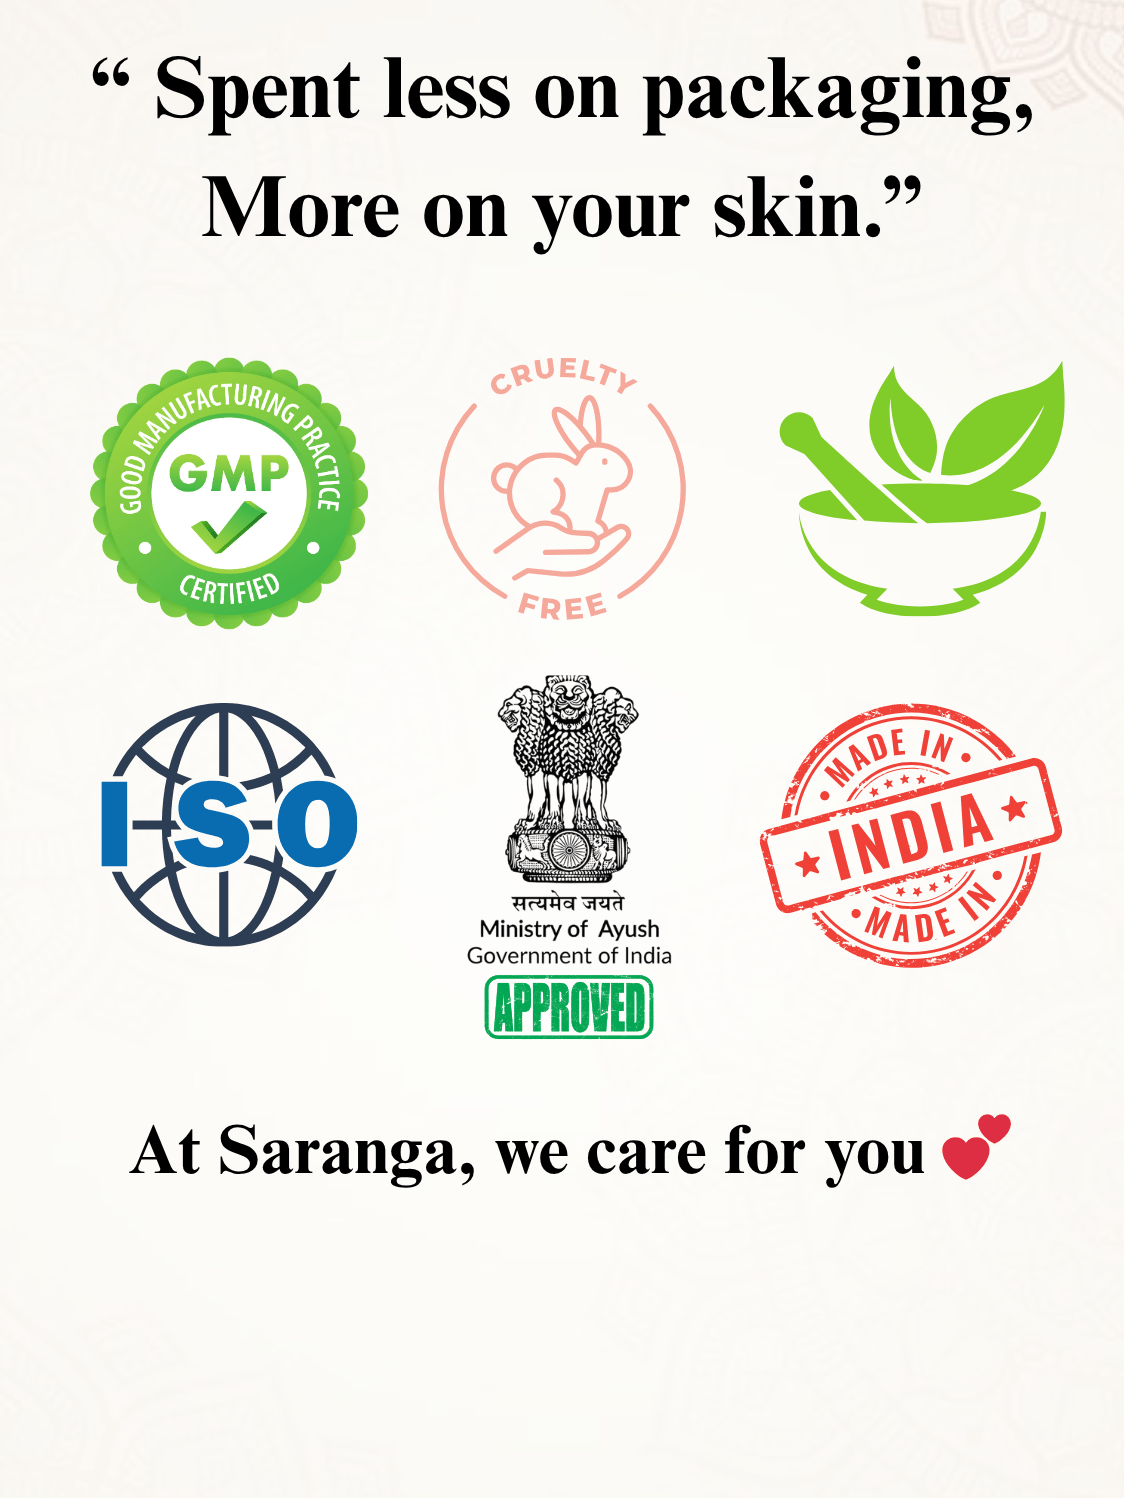 “ Spent less on packaging,
More on your skin.”
GOOD MANUFACTURING PRACTICE
GMP
CERTIFIED
CRUELTY
FREE
ISO
सत्यमेव जयते
Ministry of Ayush
Government of India
APPROVED
MADE IN
INDIA
MADE IN
At Saranga, we care for you 💕